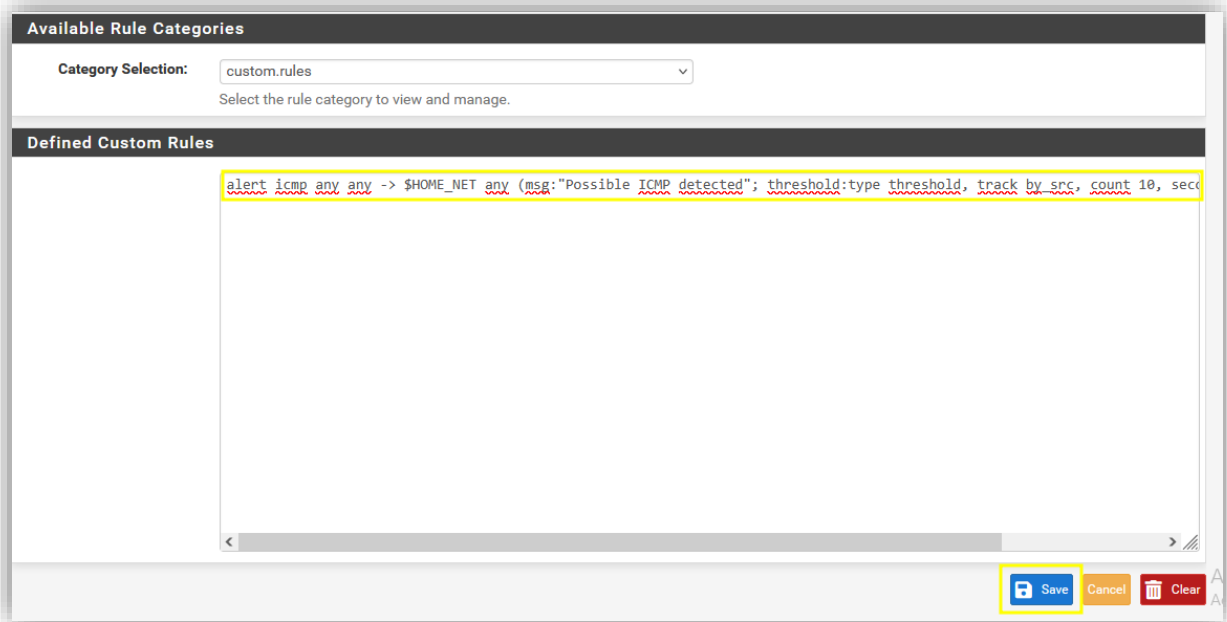 Available Rule Categories
Category Selection:
custom.rules
Select the rule category to view and manage.
Defined Custom Rules
alert icmp any any -> $HOME_NET any (msg:"Possible ICMP detected"; threshold:type threshold, track by_src, count 10,
Save Cancel Clear